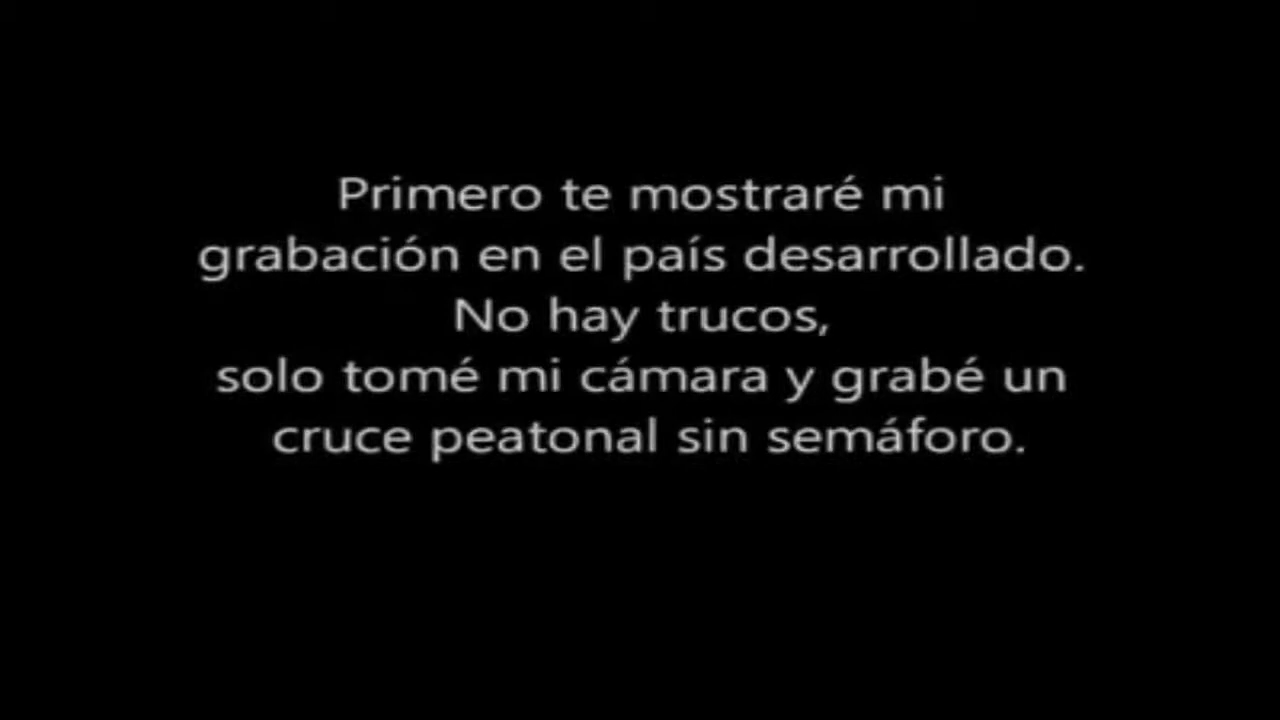 Primero te mostraré mi
grabación en el país desarrollado.
No hay trucos,
solo tomé mi cámara y grabé un
cruce peatonal sin semáforo.